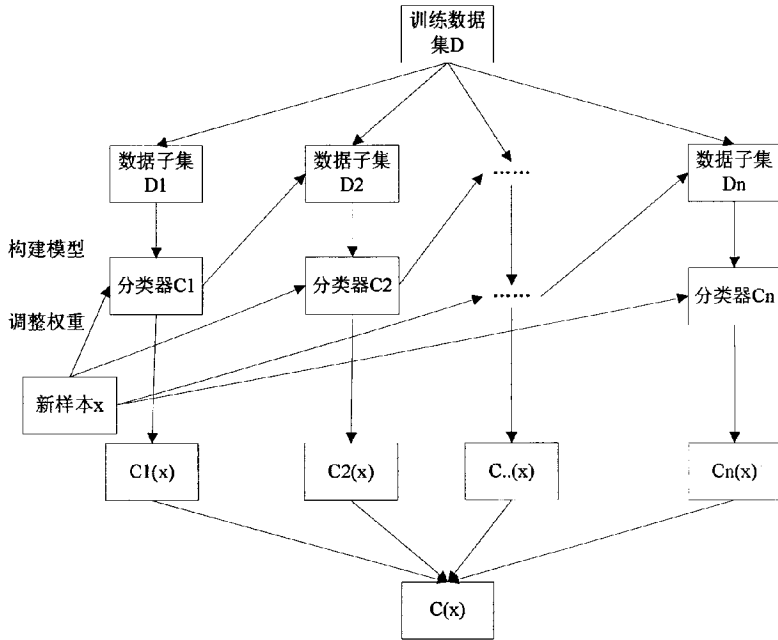 训练数据
集D
数据子集
D1
数据子集
D2
......
数据子集
Dn
构建模型
分类器C1
分类器C2
......
分类器Cn
调整权重
新样本x
C1(x)
C2(x)
C..(x)
Cn(x)
C(x)